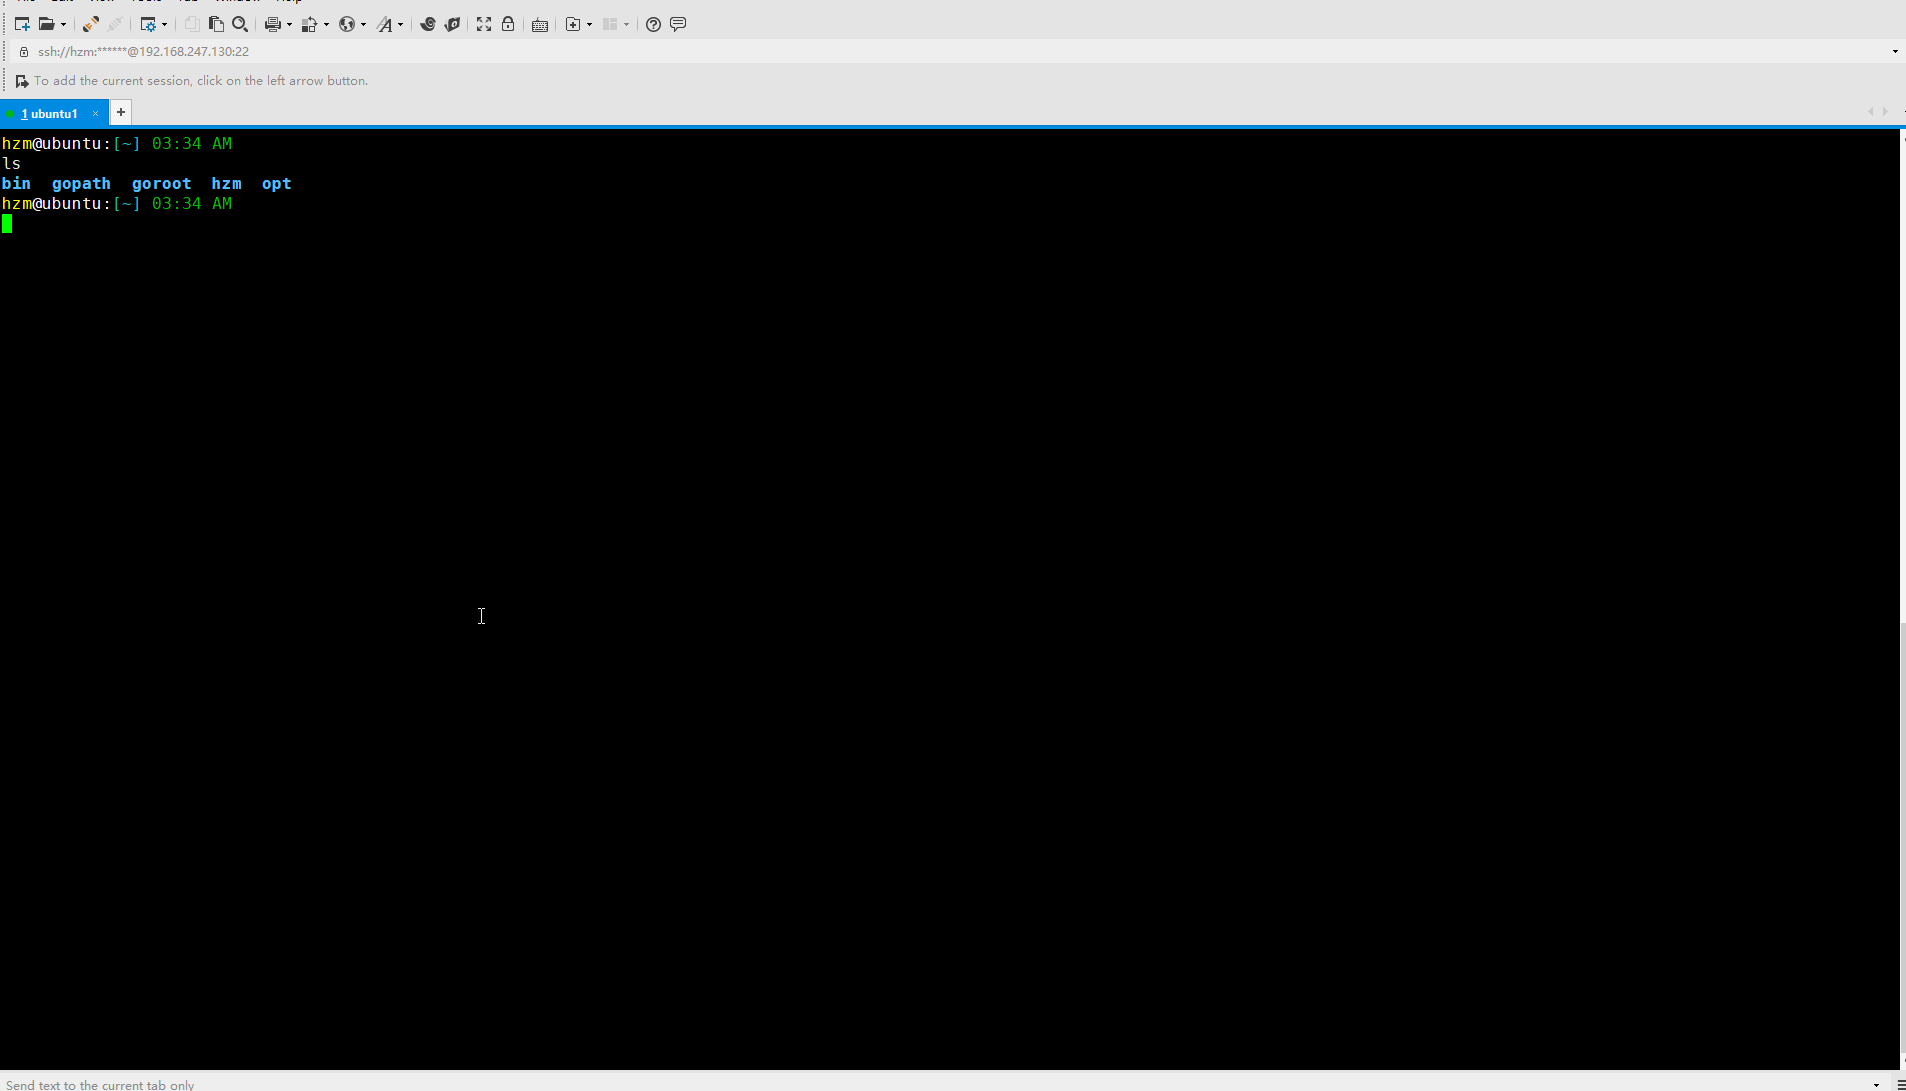 ssh://hzm:******@192.168.247.130:22
To add the current session, click on the left arrow button.
1 ubuntu1 × +
hzm@ubuntu:[~] 03:34 AM
ls
bin gopath goroot hzm opt
hzm@ubuntu:[~] 03:34 AM
Send text to the current tab only